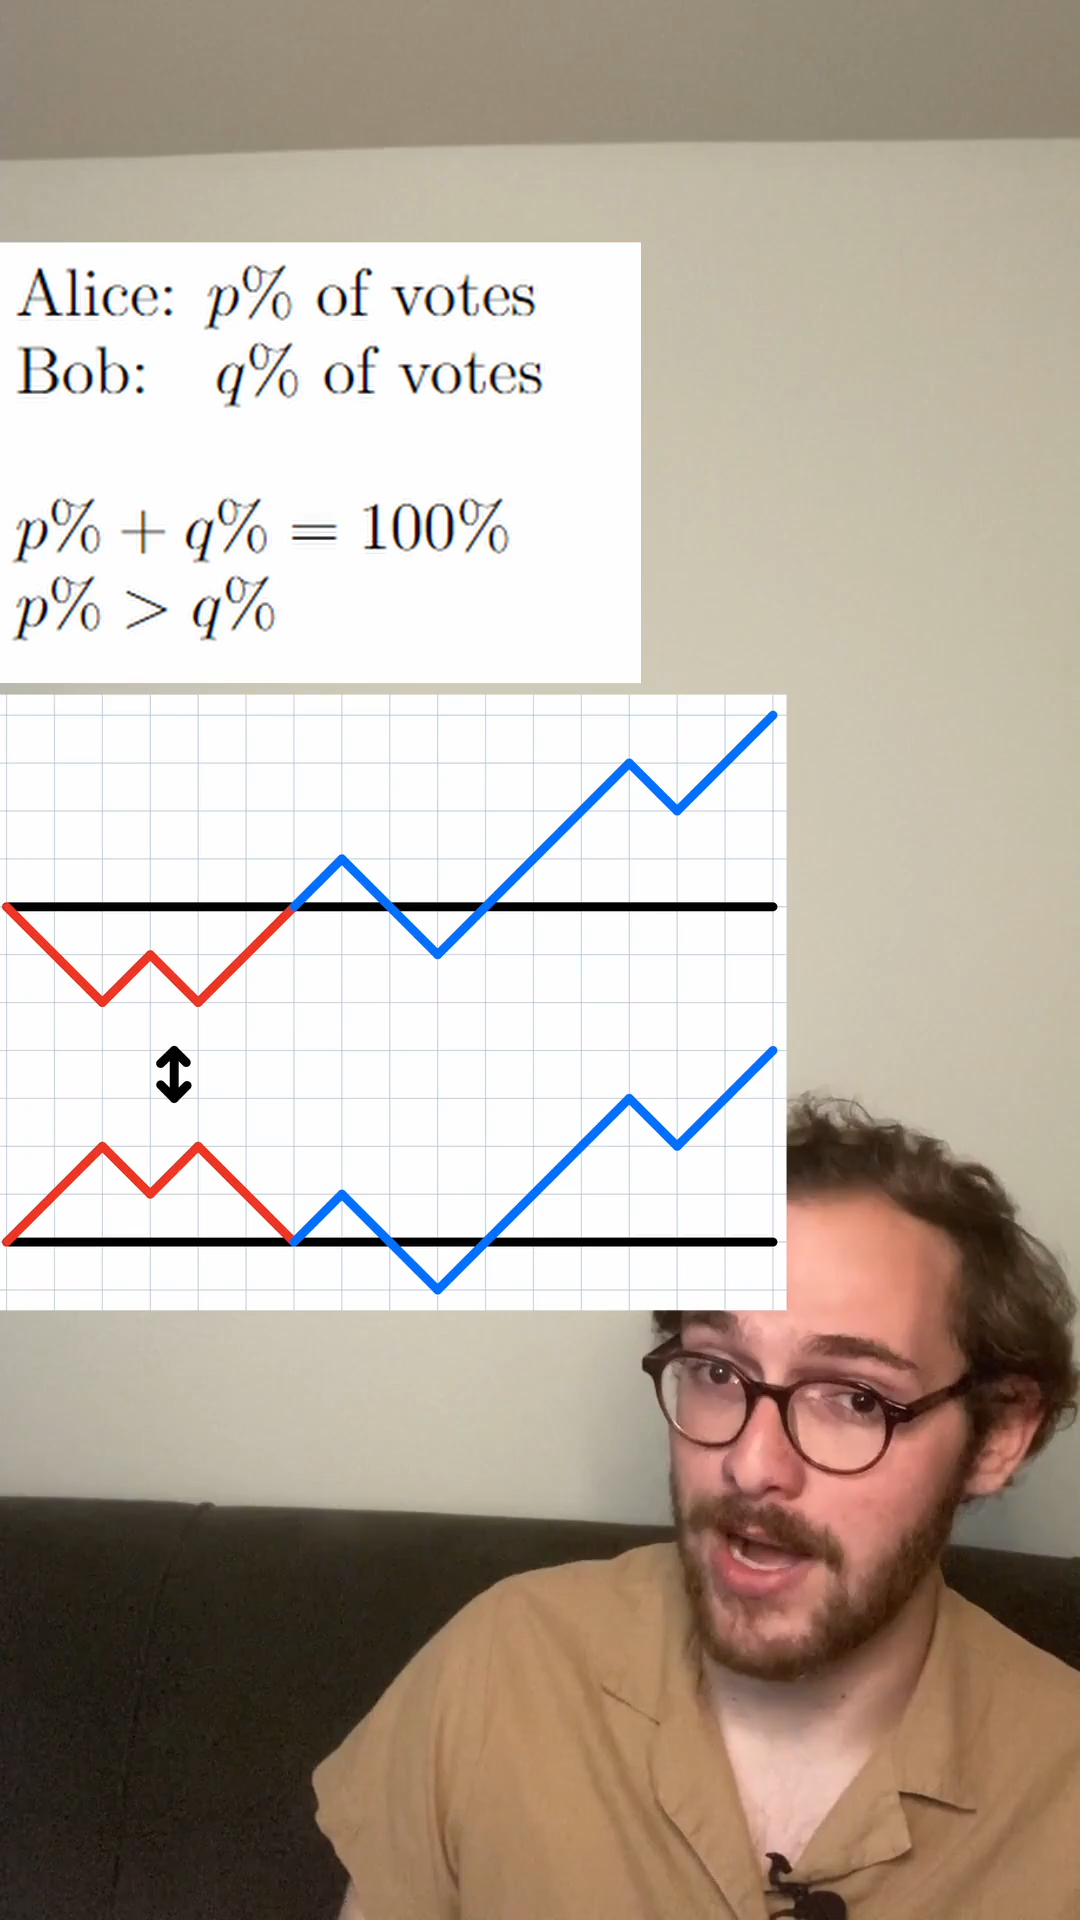 Alice: p% of votes
Bob: q% of votes
p% + q% = 100%
p% > q%